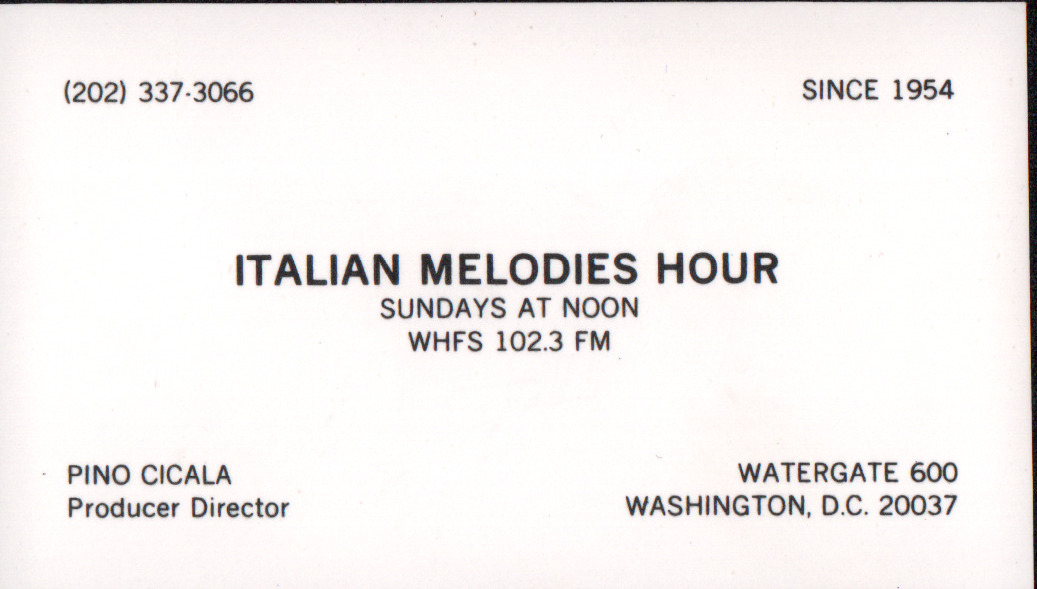 (202) 337-3066
SINCE 1954
ITALIAN MELODIES HOUR
SUNDAYS AT NOON
WHFS 102.3 FM
PINO CICALA
Producer Director
WATERGATE 600
WASHINGTON, D.C. 20037